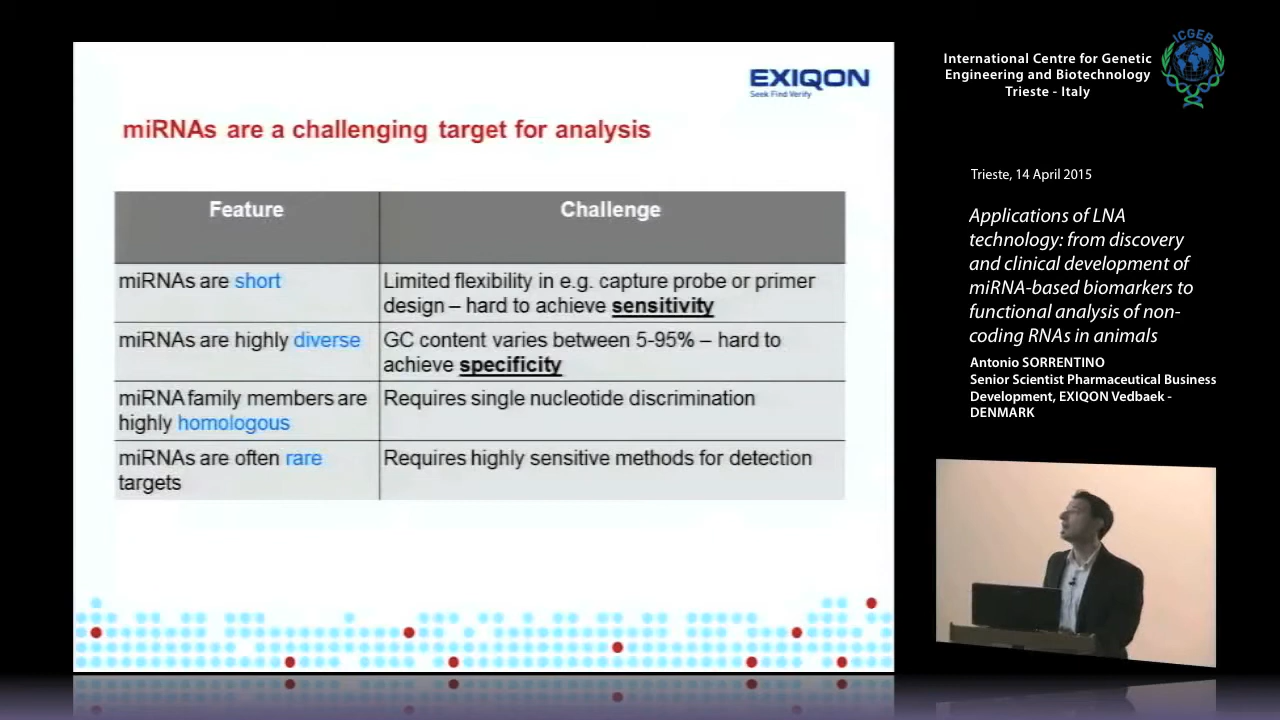 EXIQON
Seek Find Verify
miRNAs are a challenging target for analysis
Feature
Challenge
miRNAs are short
Limited flexibility in e.g. capture probe or primer
design – hard to achieve sensitivity
miRNAs are highly diverse
GC content varies between 5-95% – hard to
achieve specificity
miRNA family members are
highly homologous
Requires single nucleotide discrimination
miRNAs are often rare
targets
Requires highly sensitive methods for detection
International Centre for Genetic
Engineering and Biotechnology
Trieste - Italy
ICGEB
Trieste, 14 April 2015
Applications of LNA
technology: from discovery
and clinical development of
miRNA-based biomarkers to
functional analysis of non-
coding RNAs in animals
Antonio SORRENTINO
Senior Scientist Pharmaceutical Business
Development, EXIQON Vedbaek -
DENMARK